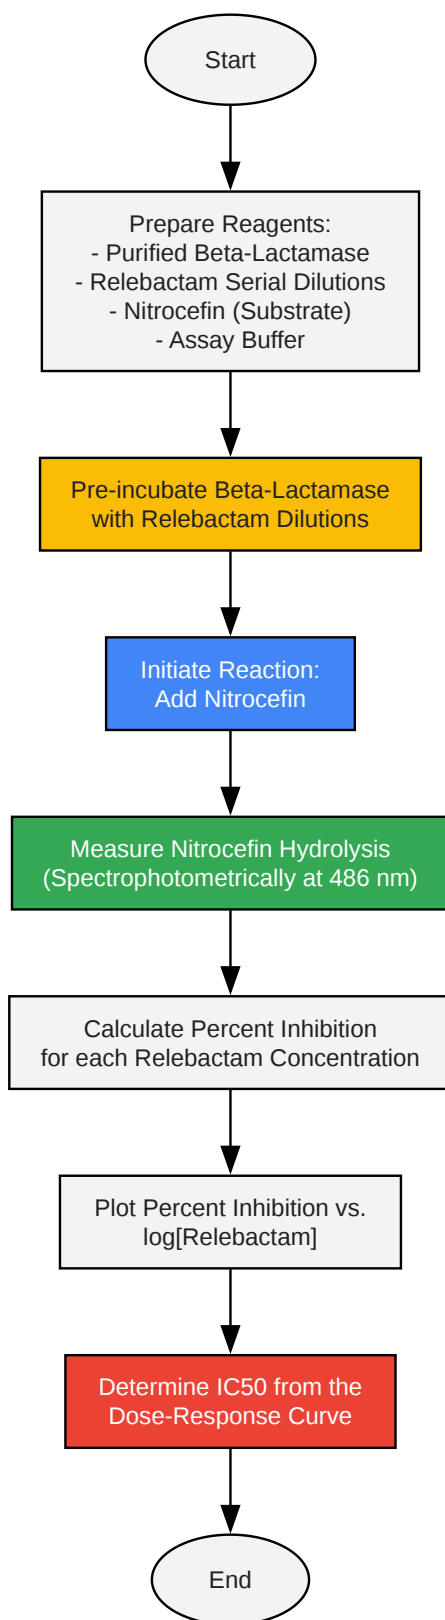 Start
Prepare Reagents:
- Purified Beta-Lactamase
- Relebactam Serial Dilutions
- Nitrocefin (Substrate)
- Assay Buffer
Pre-incubate Beta-Lactamase
with Relebactam Dilutions
Initiate Reaction:
Add Nitrocefin
Measure Nitrocefin Hydrolysis
(Spectrophotometrically at 486 nm)
Calculate Percent Inhibition
for each Relebactam Concentration
Plot Percent Inhibition vs.
log[Relebactam]
Determine IC50 from the
Dose-Response Curve
End